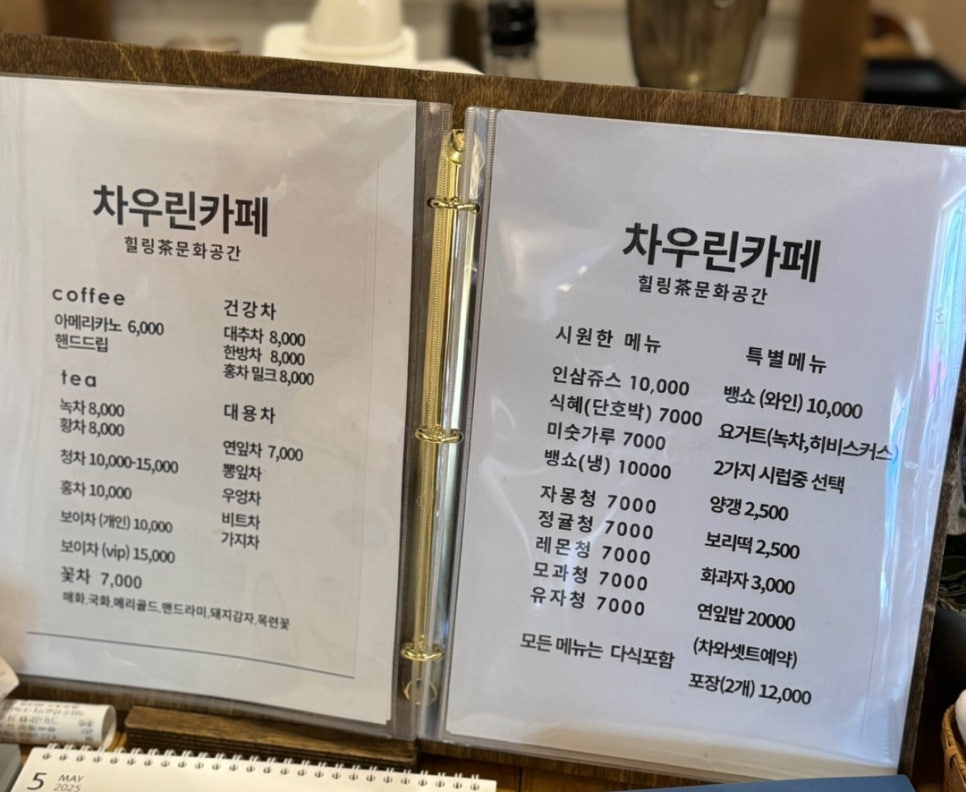 차우린카페
힐링茶문화공간
coffee
아메리카노 6,000
핸드드립
tea
녹차 8,000
황차 8,000
청차 10,000-15,000
홍차 10,000
보이차 (개인) 10,000
보이차 (vip) 15,000
꽃차 7,000
매화,국화,메리골드,맨드라미,돼지감자,목련꽃
건강차
대추차 8,000
한방차 8,000
홍차 밀크 8,000
대용차
연잎차 7,000
뽕잎차
우엉차
비트차
가지차
차우린카페
힐링茶문화공간
시원한 메뉴
인삼쥬스 10,000
식혜(단호박) 7000
미숫가루 7000
뱅쇼(냉) 10000
자몽청 7000
정귤청 7000
레몬청 7000
모과청 7000
유자청 7000
모든 메뉴는 다식포함
특별메뉴
뱅쇼 (와인) 10,000
요거트(녹차,히비스커스)
2가지 시럽중 선택
양갱 2,500
보리떡 2,500
화과자 3,000
연잎밥 20000
(차와셋트예약)
포장(2개) 12,000
5 MAY
2025